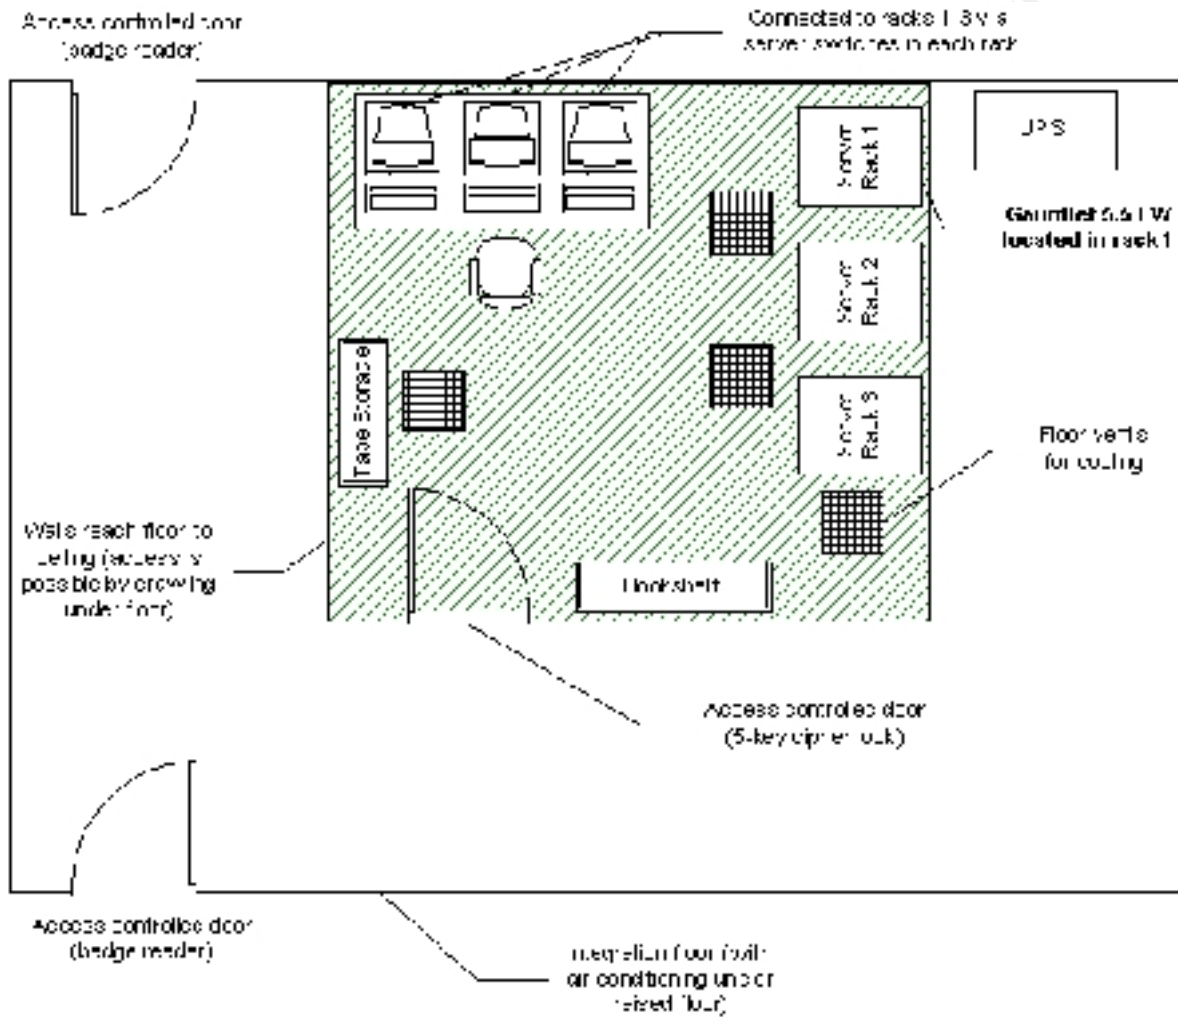 Access controlled door
(badge reader)
Connected to racks 1-3 via
server switches in each rack
UPS
Server
Rack 1
Gauntlet 5.5 FW
located in rack 1
Server
Rack 2
Server
Rack 3
Tape Storage
Floor vents
for cooling
Walls reach floor to
ceiling (access is
possible by crawling
under floor)
Bookshelf
Access controlled door
(5-key cipher lock)
Access controlled door
(badge reader)
Integration floor (with
air conditioning under
raised floor)